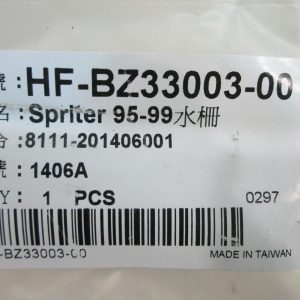 號:HF-BZ33003-00
名:Spriter 95-99水柵
分:8111-201406001
號:1406A
Y: 1 PCS 0297
MADE IN TAIWAN
-BZ33003-00